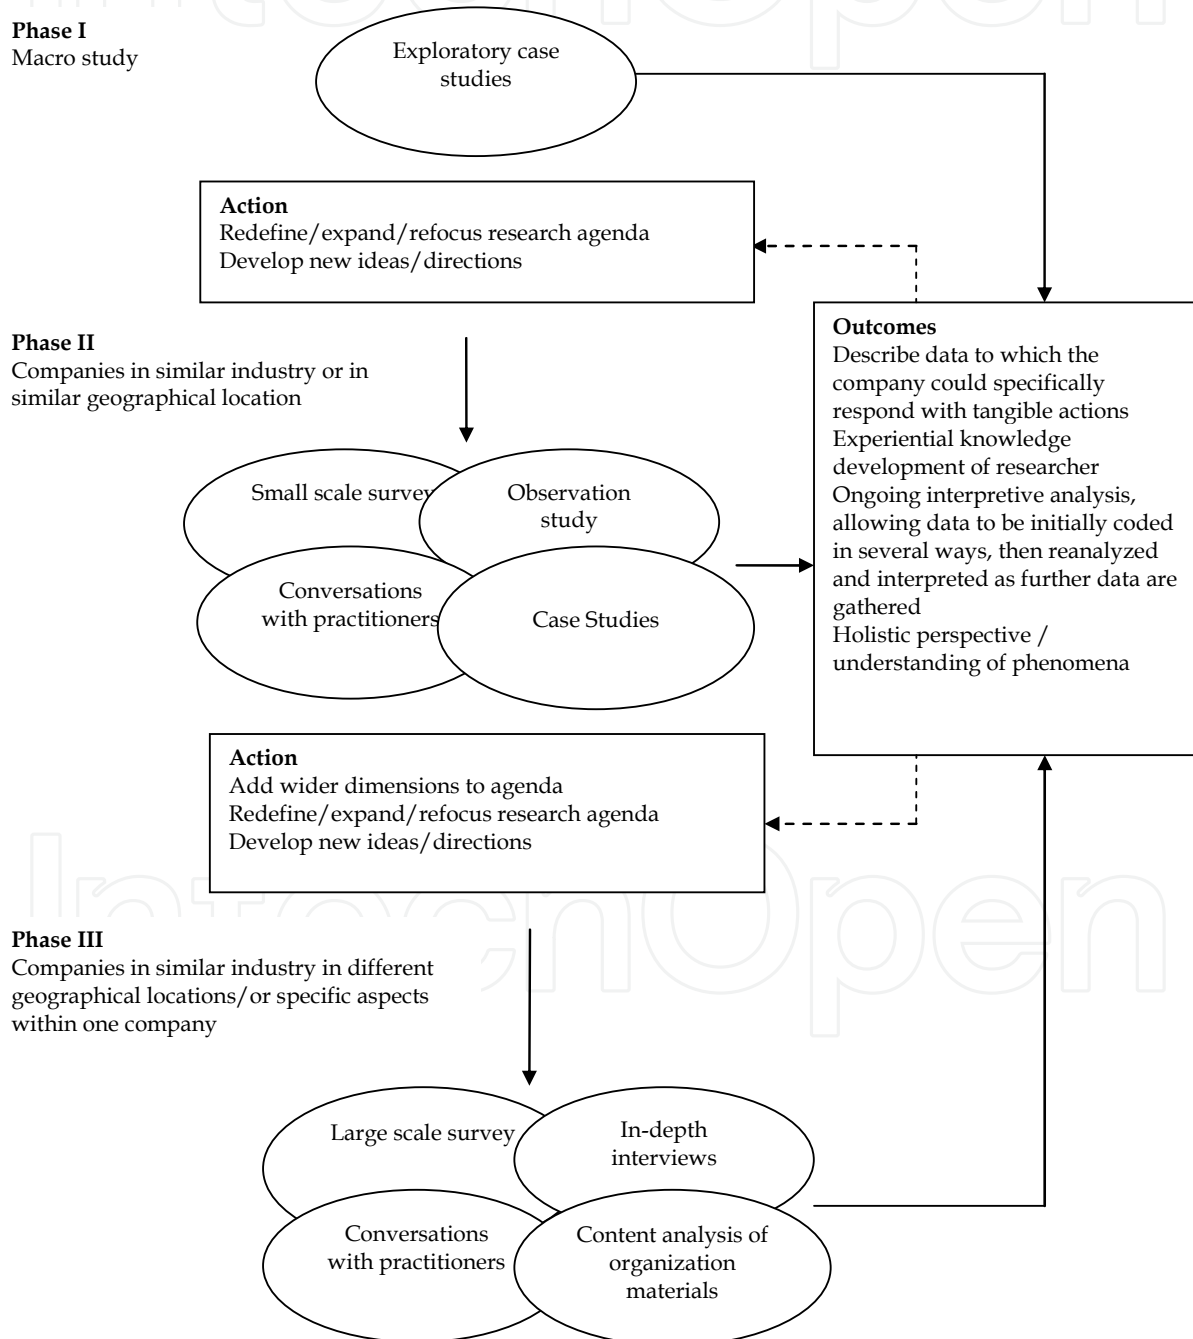 Phase I
Macro study
Exploratory case
studies
Action
Redefine/expand/refocus research agenda
Develop new ideas/directions
Outcomes
Describe data to which the
company could specifically
respond with tangible actions
Experiential knowledge
development of researcher
Ongoing interpretive analysis,
allowing data to be initially coded
in several ways, then reanalyzed
and interpreted as further data are
gathered
Holistic perspective /
understanding of phenomena
Phase II
Companies in similar industry or in
similar geographical location
Small scale survey
Observation
study
Conversations
with practitioners
Case Studies
Action
Add wider dimensions to agenda
Redefine/expand/refocus research agenda
Develop new ideas/directions
IntechOpen
Phase III
Companies in similar industry in different
geographical locations/or specific aspects
within one company
Large scale survey
In-depth
interviews
Conversations
with practitioners
Content analysis of
organization
materials